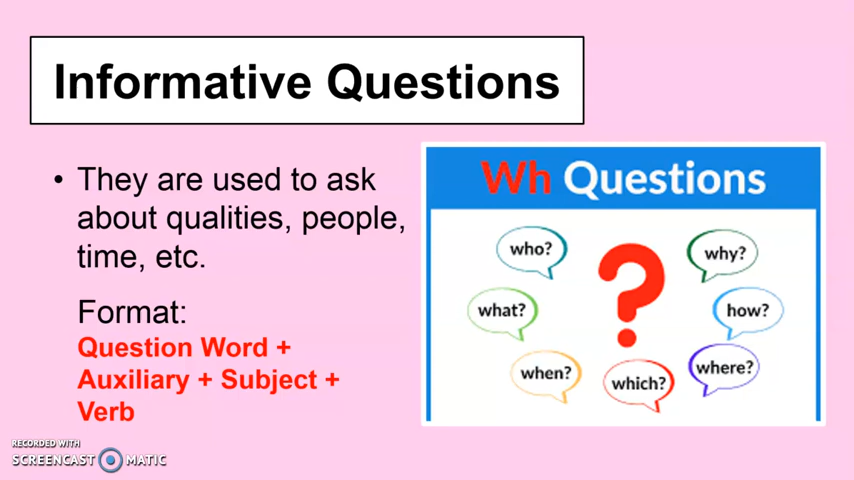 Informative Questions
• They are used to ask
about qualities, people,
time, etc.
Format:
Question Word +
Auxiliary + Subject +
Verb
Wh Questions
who?
why?
what?
how?
when?
which?
where?
RECORDED WITH
SCREENCAST MATIC